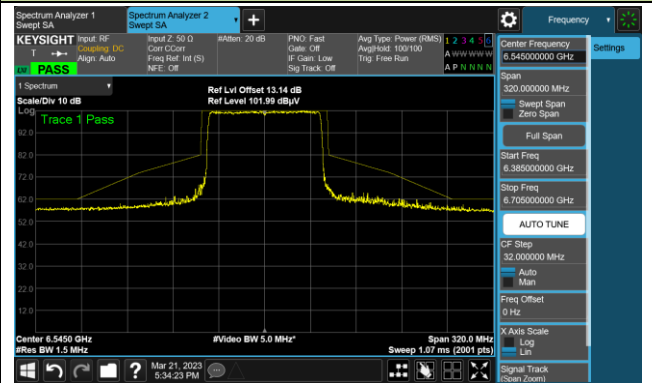 Spectrum Analyzer 1
Swept SA
Spectrum Analyzer 2
Swept SA
Frequency
KEYSIGHT
Input: RF
Coupling: DC
Align: Auto
Input Z: 50 Ω
Corr CCorr
Freq Ref: Int (S)
NFE: Off
#Atten: 20 dB
PNO: Fast
Gate: Off
IF Gain: Low
Sig Track: Off
Avg Type: Power (RMS)
Avg|Hold: 100/100
Trig: Free Run
1 2 3 4 5 6
A W W W W W
A P N N N N
T
PASS
1 Spectrum
Scale/Div 10 dB
Ref Lvl Offset 13.14 dB
Ref Level 101.99 dBµV
Log
Trace 1 Pass
92.0
82.0
72.0
62.0
52.0
42.0
32.0
22.0
12.0
Center 6.5450 GHz
#Res BW 1.5 MHz
#Video BW 5.0 MHz*
Span 320.0 MHz
Sweep 1.07 ms (2001 pts)
Mar 21, 2023
5:34:23 PM
Center Frequency
6.545000000 GHz
Settings
Span
320.000000 MHz
Swept Span
Zero Span
Full Span
Start Freq
6.385000000 GHz
Stop Freq
6.705000000 GHz
AUTO TUNE
CF Step
32.000000 MHz
Auto
Man
Freq Offset
0 Hz
X Axis Scale
Log
Lin
Signal Track
(Span Zoom)